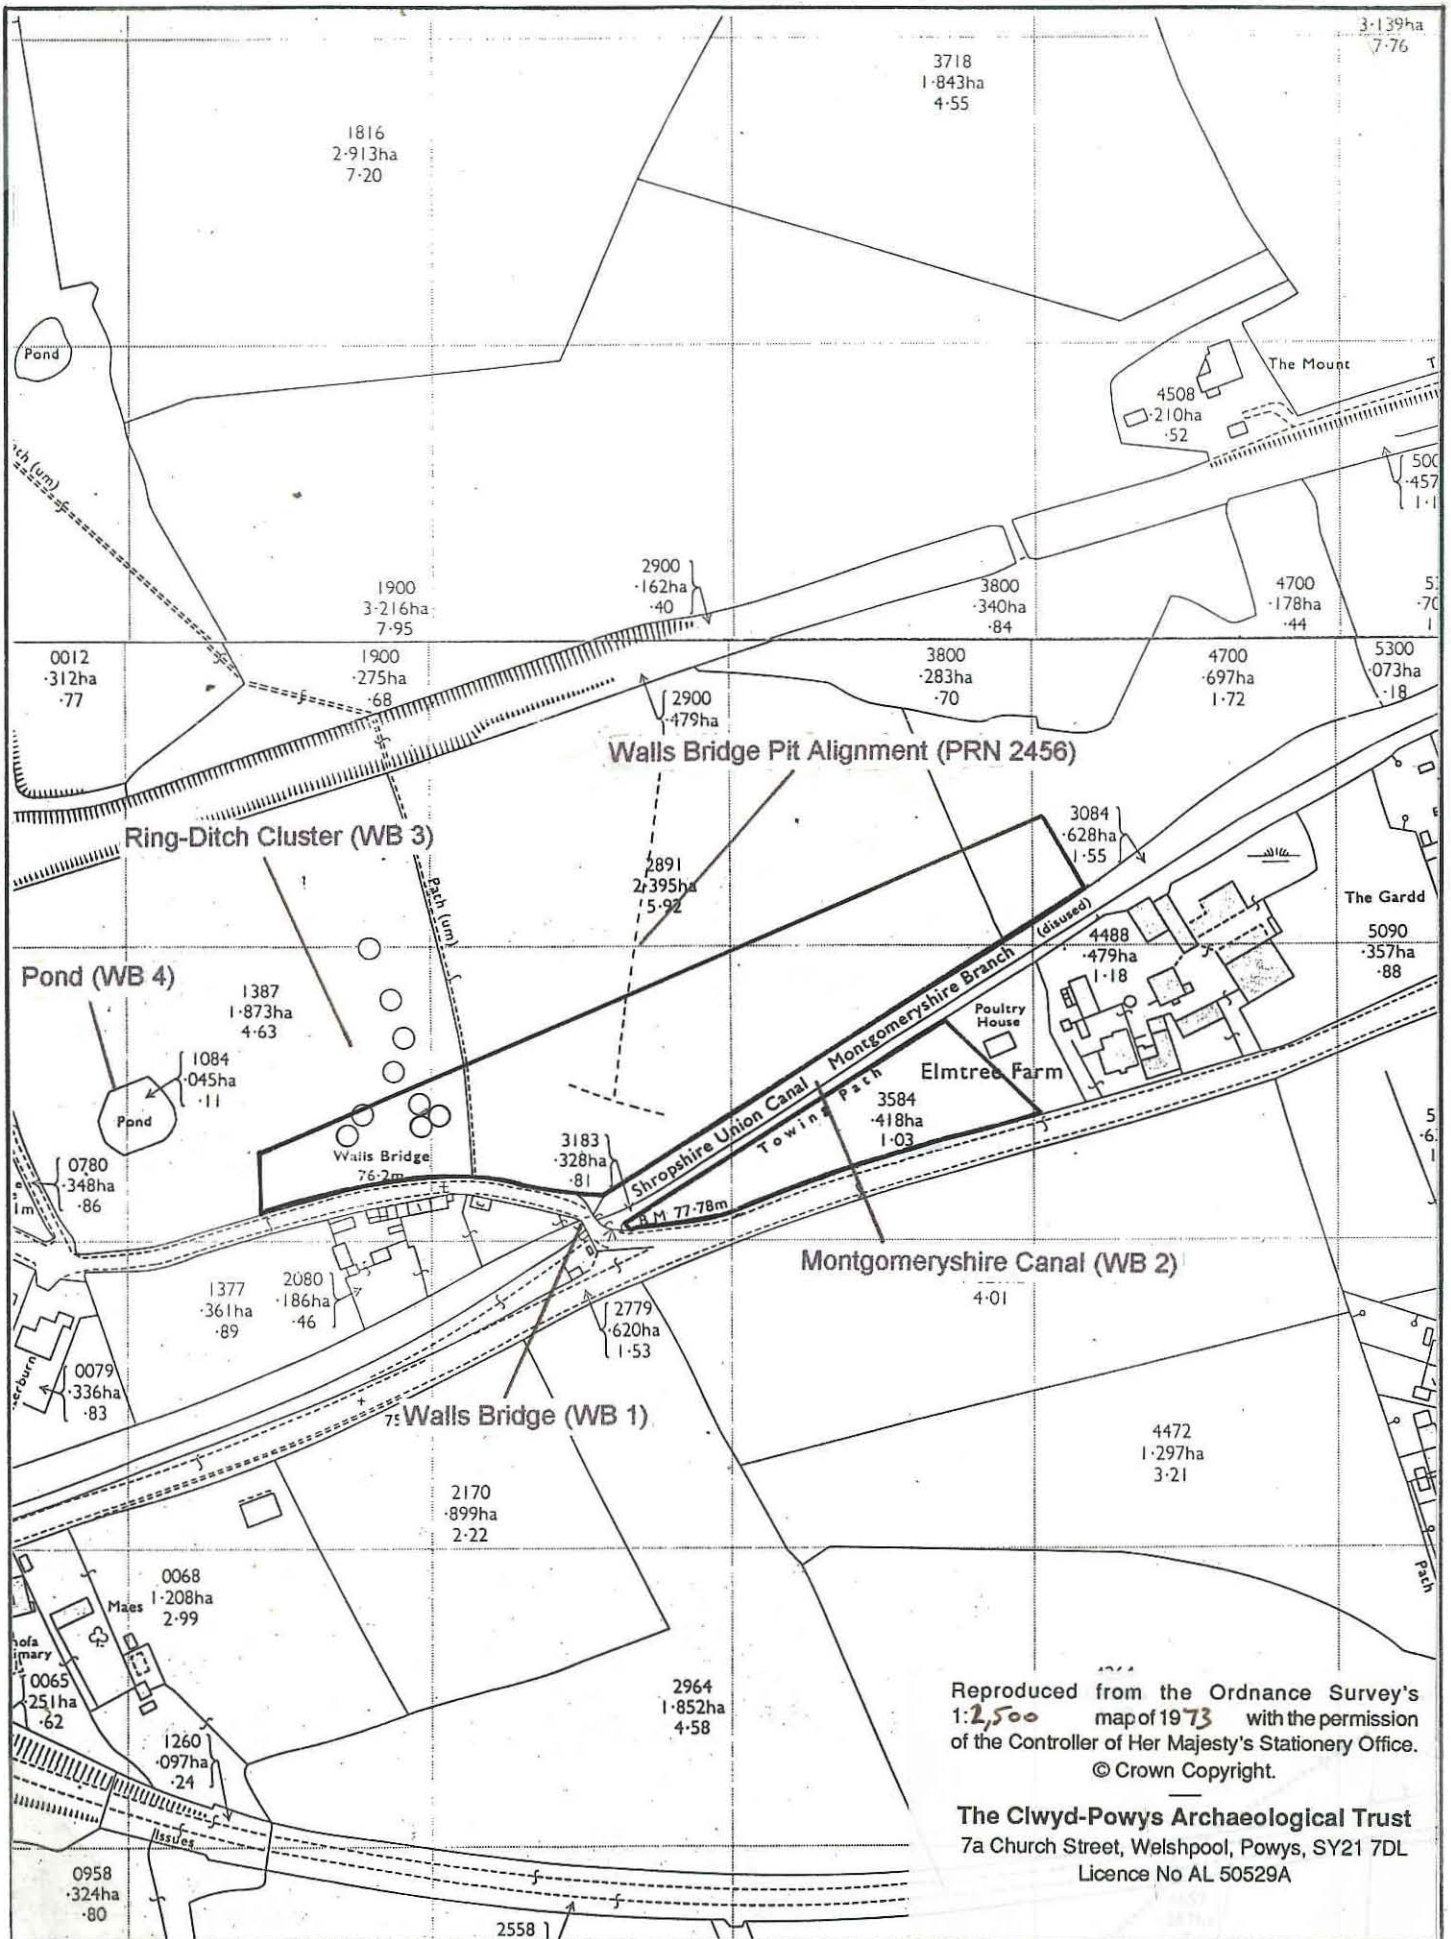 3·139ha
7·76
3718
1·843ha
4·55
1816
2·913ha
7·20
Pond
The Mount
4508
·210ha
·52
(um)
500
·457
1·1
2900
·162ha
·40
1900
3·216ha
7·95
3800
·340ha
·84
4700
·178ha
·44
0012
·312ha
·77
1900
·275ha
·68
3800
·283ha
·70
4700
·697ha
1·72
5300
·073ha
·18
2900
·479ha
Walls Bridge Pit Alignment (PRN 2456)
Ring-Ditch Cluster (WB 3)
3084
·628ha
1·55
2891
2·395ha
5·92
Path (um)
The Gardd
5090
·357ha
·88
(disused)
4488
·479ha
1·18
Pond (WB 4)
1387
1·873ha
4·63
Poultry
House
1084
·045ha
·11
Pond
Elmtree Farm
Shropshire Union Canal Montgomeryshire Branch
Towing Path
3584
·418ha
1·03
Walls Bridge
76·2m
3183
·328ha
·81
0780
·348ha
·86
B M 77·78m
Montgomeryshire Canal (WB 2)
4·01
1377
·361ha
·89
2080
·186ha
·46
2779
·620ha
1·53
0079
·336ha
·83
Walls Bridge (WB 1)
4472
1·297ha
3·21
2170
·899ha
2·22
Path
0068
1·208ha
2·99
Maes
0065
·251ha
·62
2964
1·852ha
4·58
1260
·097ha
·24
Issues
0958
·324ha
·80
2558
Reproduced from the Ordnance Survey's
1:2,500 map of 1973 with the permission
of the Controller of Her Majesty's Stationery Office.
© Crown Copyright.
The Clwyd-Powys Archaeological Trust
7a Church Street, Welshpool, Powys, SY21 7DL
Licence No AL 50529A